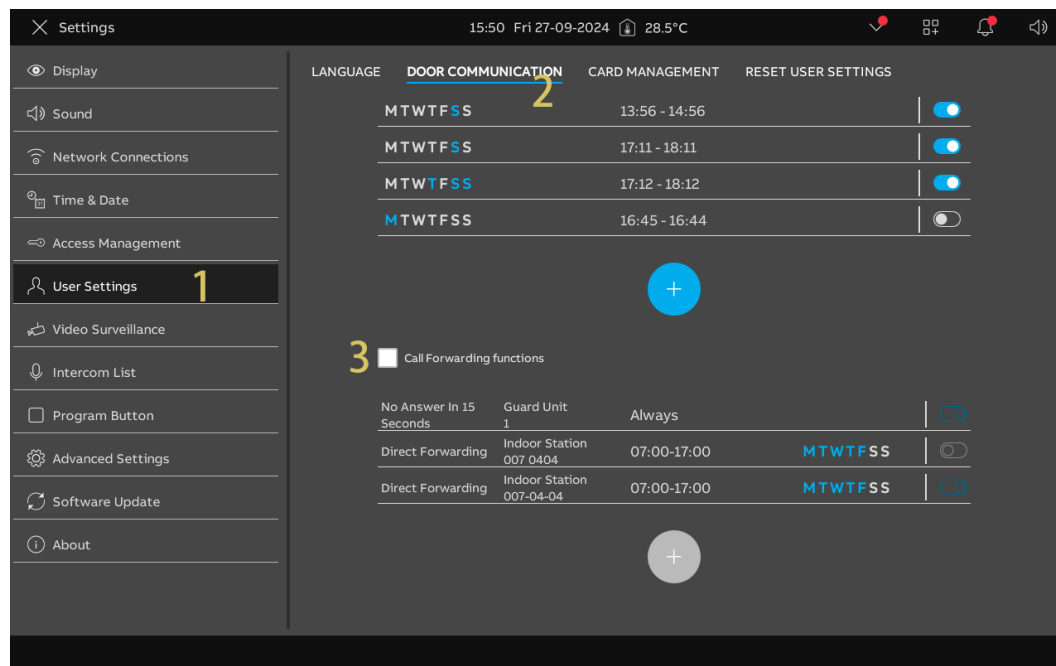 Settings
15:50 Fri 27-09-2024 28.5°C
Display
Sound
Network Connections
Time & Date
Access Management
User Settings 1
Video Surveillance
Intercom List
Program Button
Advanced Settings
Software Update
About
LANGUAGE DOOR COMMUNICATION CARD MANAGEMENT RESET USER SETTINGS
2
MTWTFSS 13:56 - 14:56
MTWTFSS 17:11 - 18:11
MTWTFSS 17:12 - 18:12
MTWTFSS 16:45 - 16:44
+
3 Call Forwarding functions
No Answer In 15
Seconds
Guard Unit
1
Always
Direct Forwarding
Indoor Station
007 0404
07:00-17:00 MTWTFSS
Direct Forwarding
Indoor Station
007-04-04
07:00-17:00 MTWTFSS
+